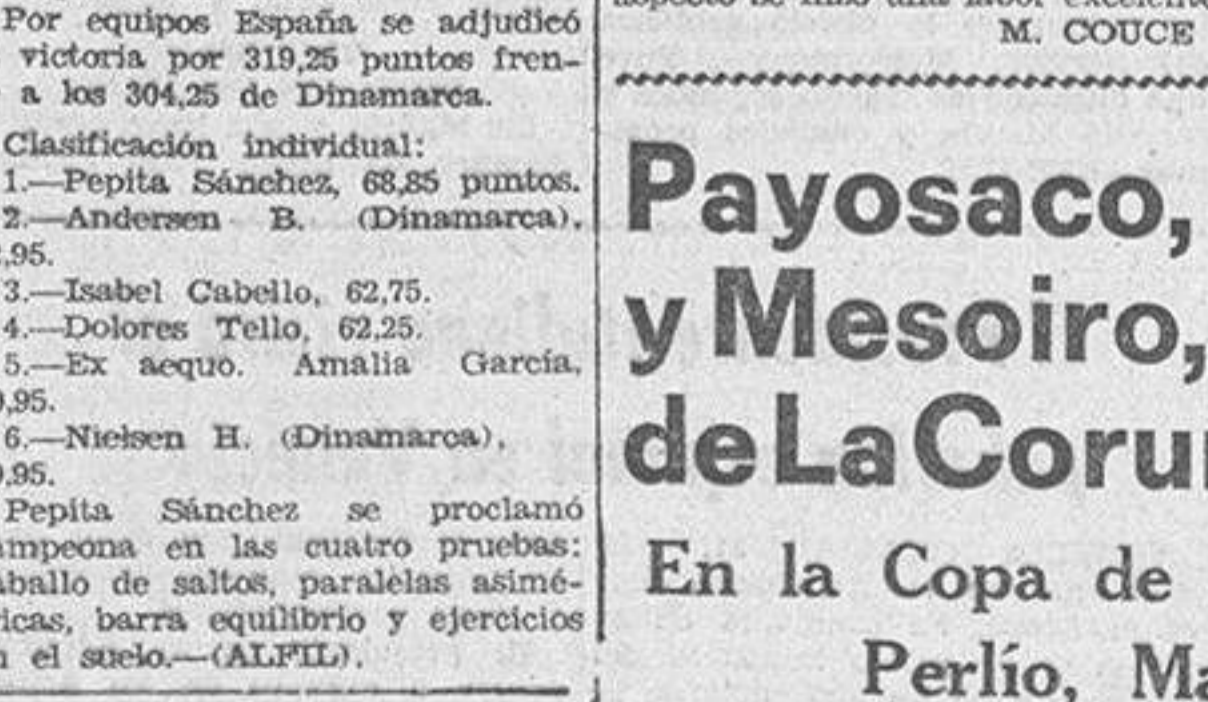 Por equipos España se adjudicó
victoria por 319,25 puntos fren-
a los 304,25 de Dinamarca.
Clasificación individual:
1.—Pepita Sánchez, 68,85 puntos.
2.—Andersen B. (Dinamarca),
,95.
3.—Isabel Cabello, 62,75.
4.—Dolores Tello, 62,25.
5.—Ex aequo. Amalia García,
,95.
6.—Nielsen H. (Dinamarca),
,95.
Pepita Sánchez se proclamó
ampeona en las cuatro pruebas:
aballo de saltos, paralelas asimé-
icas, barra equilibrio y ejercicios
el suelo.—(ALFIL).
M. COUCE
Payosaco,
y Mesoiro,
de La Coru
En la Copa de
Perlío, Ma